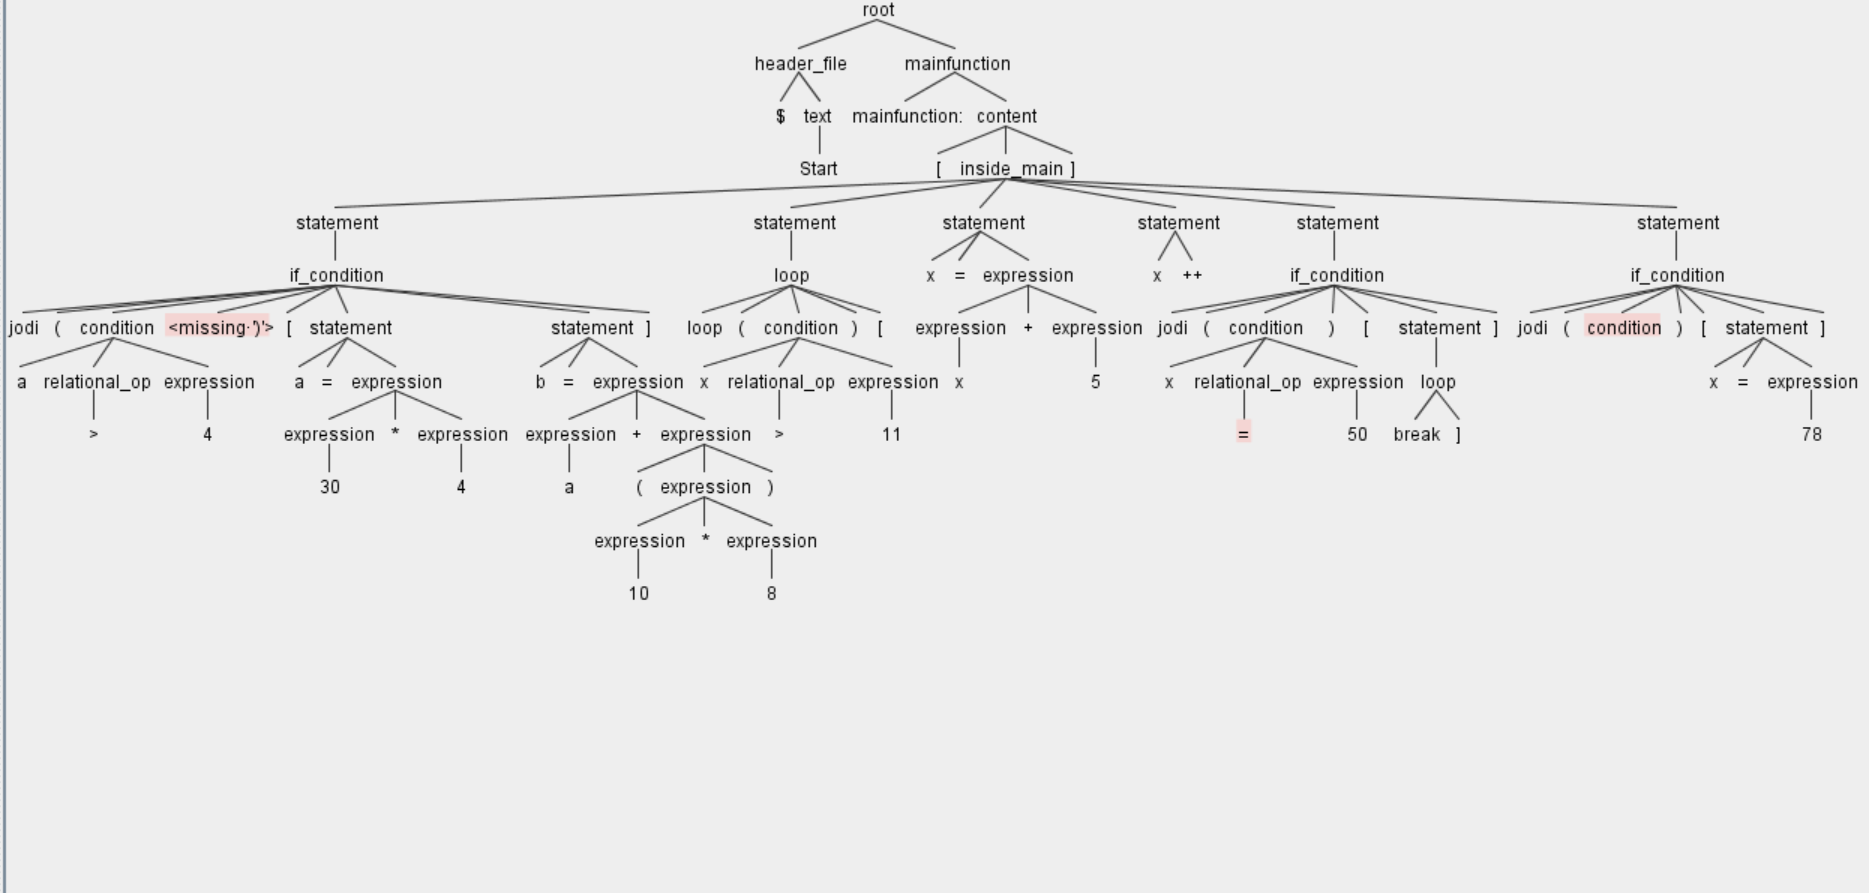 root
header_file mainfunction
$ text mainfunction: content
Start [ inside_main ]
statement statement statement statement statement statement
if_condition loop x = expression x ++ if_condition if_condition
jodi ( condition <missing·')'> [ statement statement ] loop ( condition ) [ expression + expression jodi ( condition ) [ statement ] jodi ( condition ) [ statement ]
a relational_op expression a = expression b = expression x relational_op expression x 5 x relational_op expression loop x = expression
> 4 expression * expression expression + expression > 11 = 50 break ] 78
30 4 a ( expression )
expression * expression
10 8